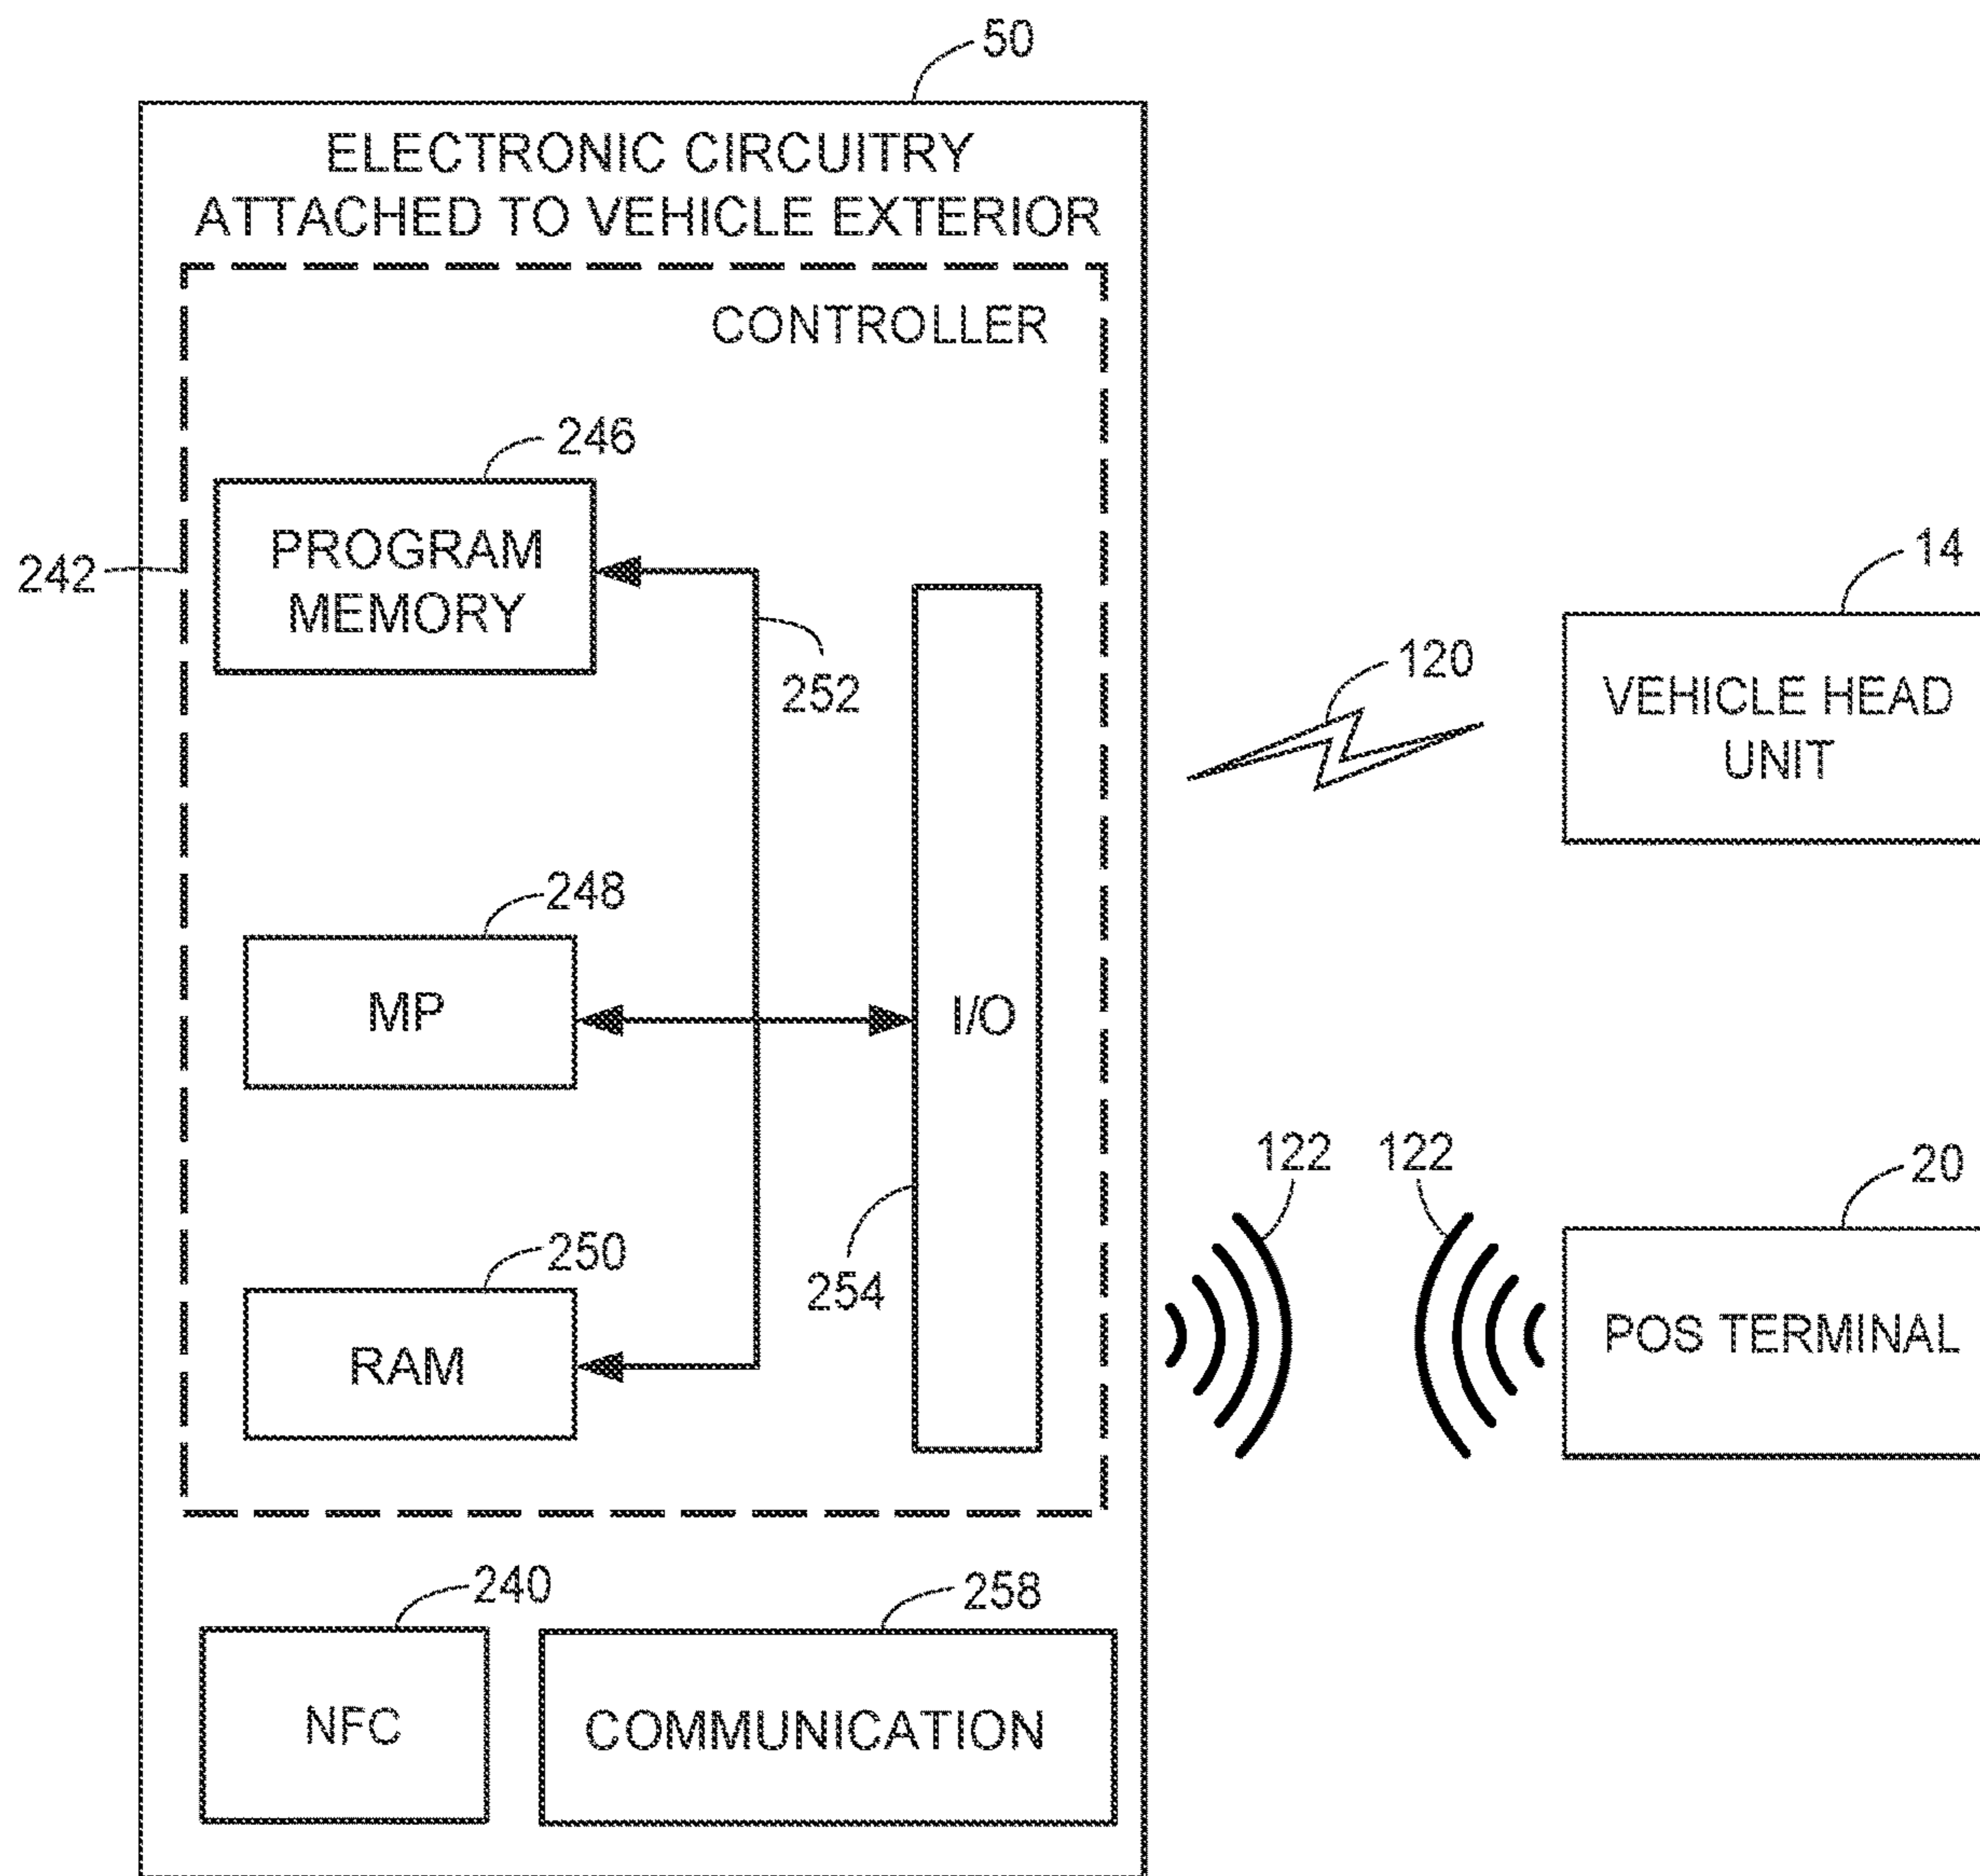 50
ELECTRONIC CIRCUITRY
ATTACHED TO VEHICLE EXTERIOR
CONTROLLER
246
PROGRAM
MEMORY
242
252
248
MP
I/O
250
RAM
254
240
NFC
258
COMMUNICATION
14
120
VEHICLE HEAD
UNIT
122 122
20
POS TERMINAL